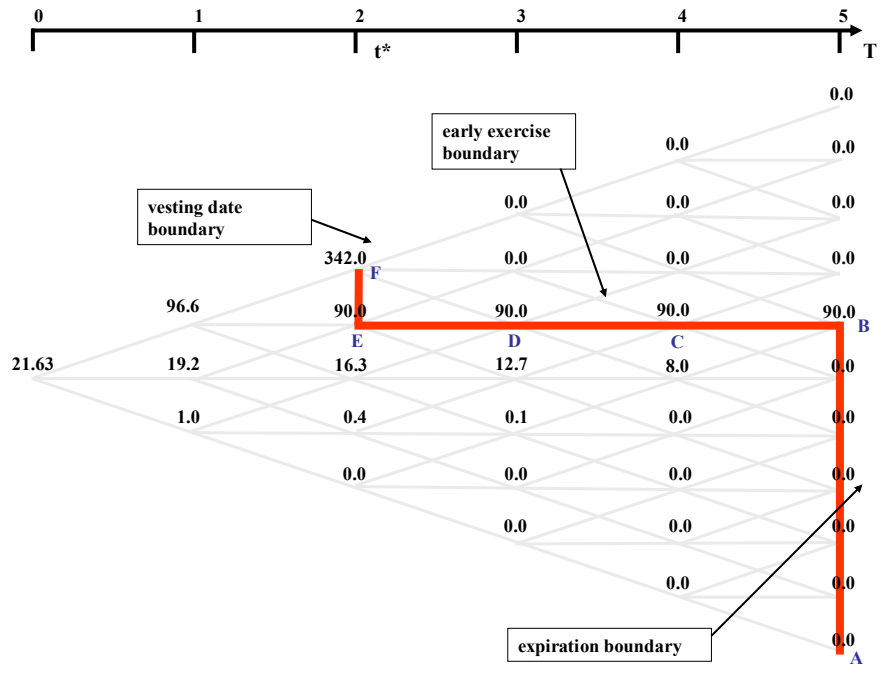 0 1 2 3 4 5
t* T
0.0
early exercise
boundary
0.0 0.0
vesting date
boundary
0.0 0.0 0.0
342.0 F 0.0 0.0 0.0
96.6 90.0 90.0 90.0 90.0 B
E D C
21.63 19.2 16.3 12.7 8.0 0.0
1.0 0.4 0.1 0.0 0.0
0.0 0.0 0.0 0.0
0.0 0.0 0.0
0.0 0.0
expiration boundary
0.0
A